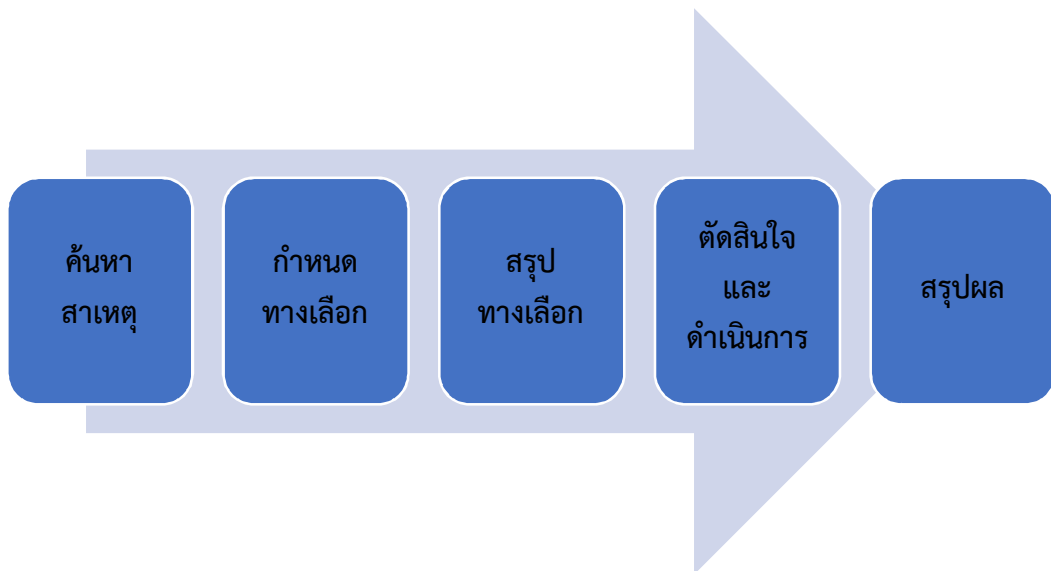 ค้นหา
สาเหตุ
กำหนด
ทางเลือก
สรุป
ทางเลือก
ตัดสินใจ
และ
ดำเนินการ
สรุปผล